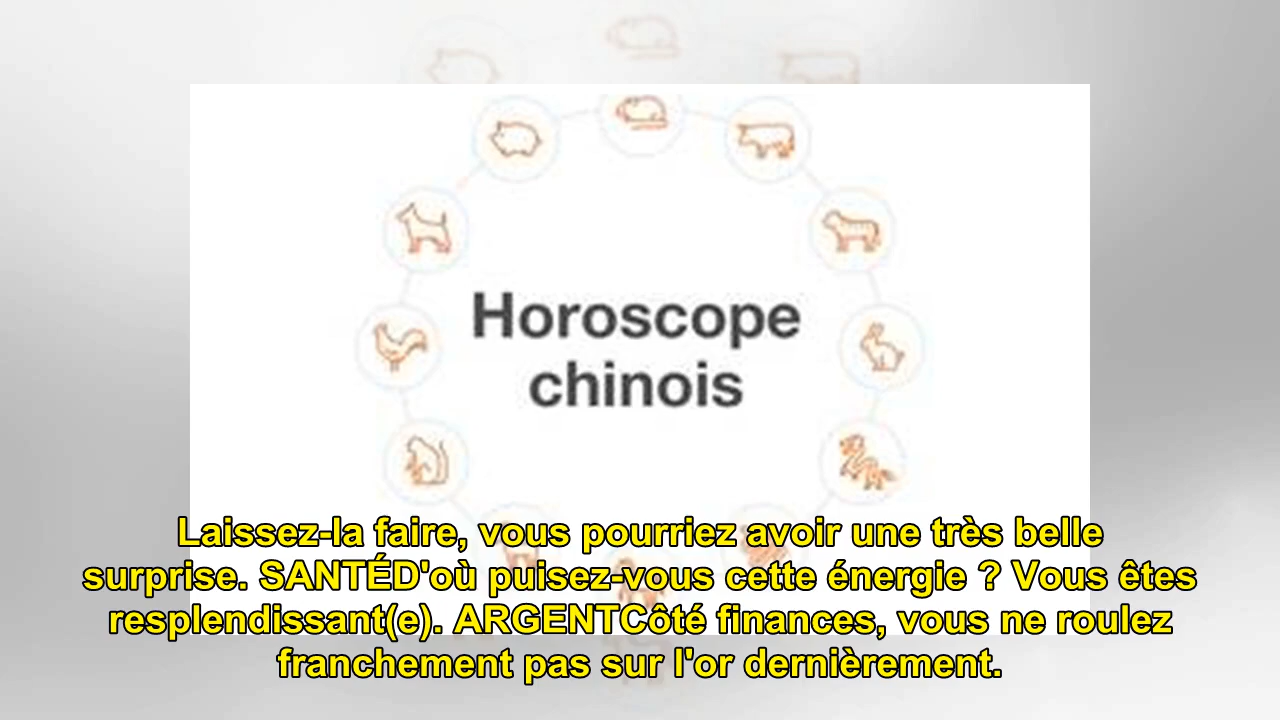 Horoscope
chinois
Laissez-la faire, vous pourriez avoir une très belle
surprise. SANTÉD'où puisez-vous cette énergie ? Vous êtes
resplendissant(e). ARGENTCôté finances, vous ne roulez
franchement pas sur l'or dernièrement.